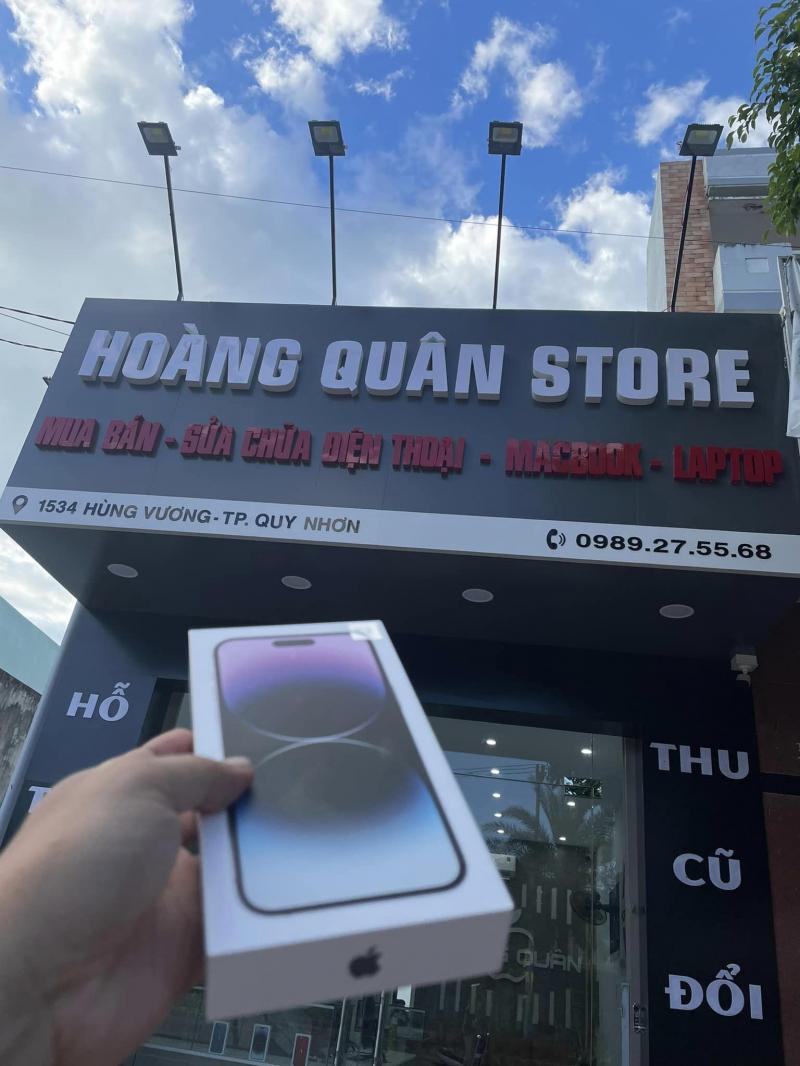 HOÀNG QUÂN STORE
MUA BÁN - SỬA CHỮA ĐIỆN THOẠI - MACBOOK - LAPTOP
1534 HÙNG VƯƠNG-TP. QUY NHƠN
0989.27.55.68
HỖ
THU
CŨ
ĐỔI
QUÂN